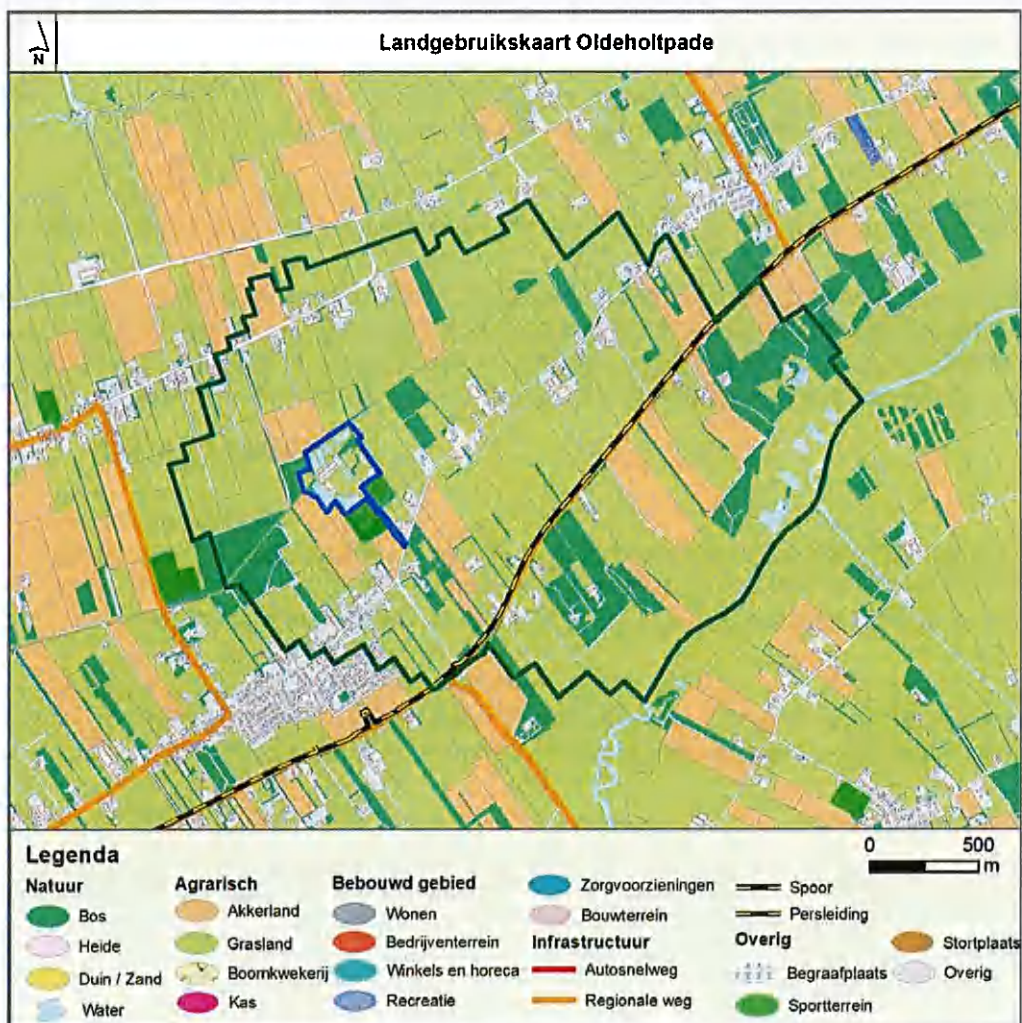 N
Landgebruikskaart Oldeholtpade
Legenda
0 500
m
Natuur
Bos
Heide
Duin / Zand
Water
Agrarisch
Akkerland
Grasland
Boomkwekerij
Kas
Bebouwd gebied
Wonen
Bedrijventerrein
Winkels en horeca
Recreatie
Zorgvoorzieningen
Bouwterrein
Infrastructuur
Autosnelweg
Regionale weg
Spoor
Persleiding
Overig
Begraafplaats
Sportterrein
Stortplaats
Overig